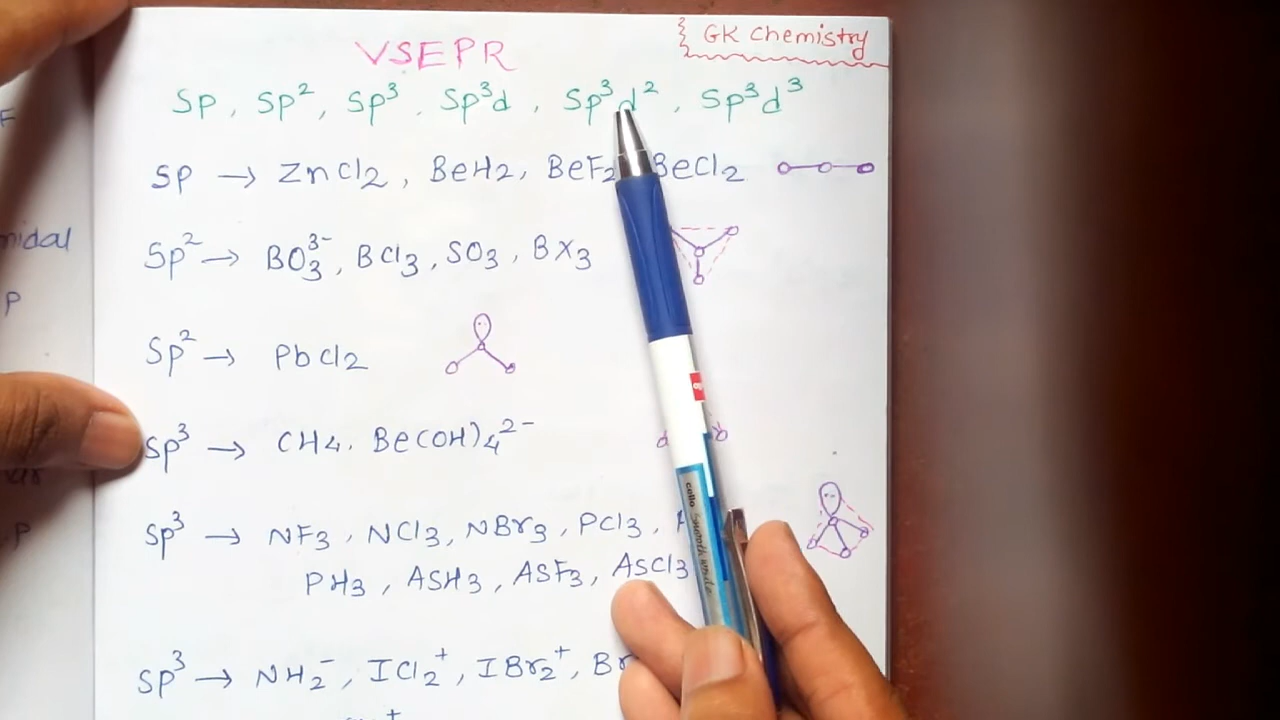 VSEPR
GK Chemistry
Sp, Sp², Sp³, Sp³d, Sp³d², Sp³d³
Sp → ZnCl2, BeH2, BeF2 BeCl2
Sp² → BO3³⁻, BCl3, SO3, BX3
Sp² → PbCl2
Sp³ → CH4. Be(OH)4²⁻
Sp³ → NF3, NCl3, NBr3, PCl3,
PH3, ASH3, ASF3, AsCl3
Sp³ → NH2⁻, ICl2⁺, IBr2⁺,
F
P
P
cello